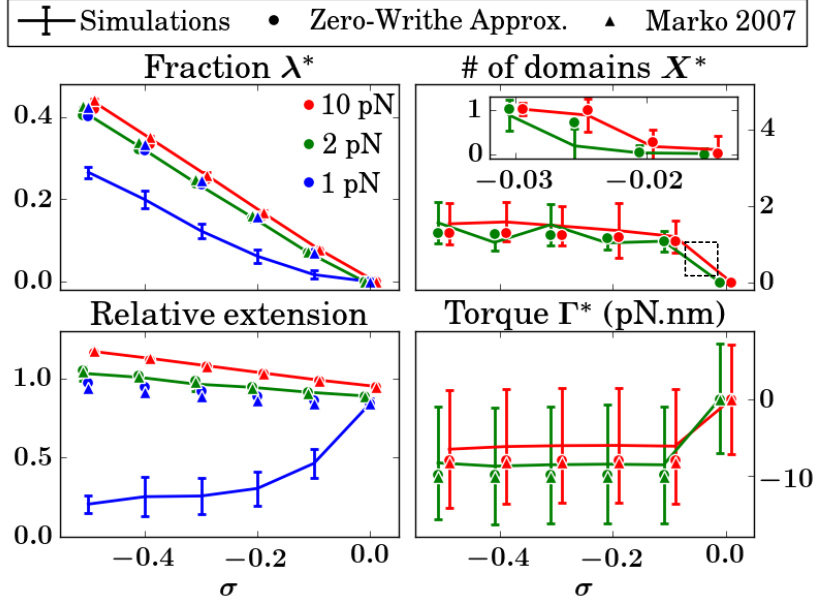 Simulations Zero-Writhe Approx. Marko 2007
Fraction λ*
# of domains X*
0.4
0.2
0.0
10 pN
2 pN
1 pN
1
0
−0.03 −0.02
4
2
0
Relative extension
Torque Γ* (pN.nm)
1.0
0.5
0.0
0
−10
−0.4 −0.2 0.0
−0.4 −0.2 0.0
σ
σ